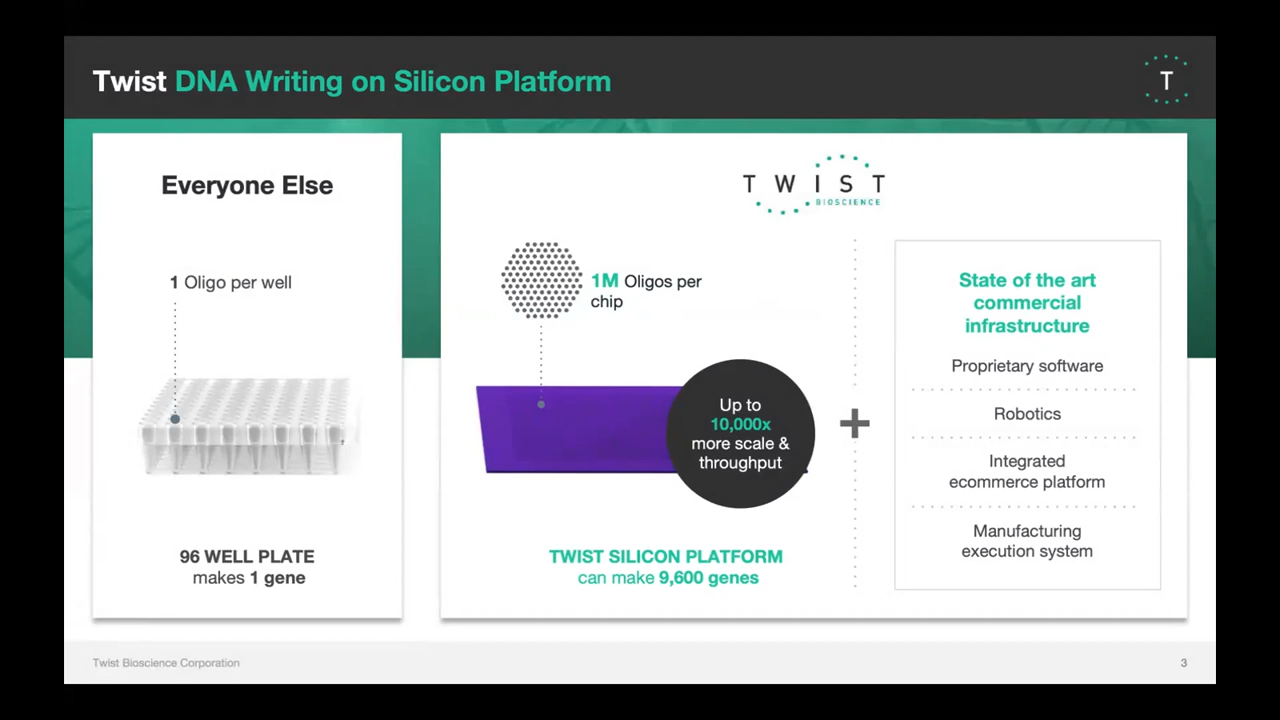 Twist DNA Writing on Silicon Platform
T
Everyone Else
1 Oligo per well
96 WELL PLATE
makes 1 gene
TWIST
BIOSCIENCE
1M Oligos per
chip
Up to
10,000x
more scale &
throughput
TWIST SILICON PLATFORM
can make 9,600 genes
+
State of the art
commercial
infrastructure
Proprietary software
Robotics
Integrated
ecommerce platform
Manufacturing
execution system
Twist Bioscience Corporation
3